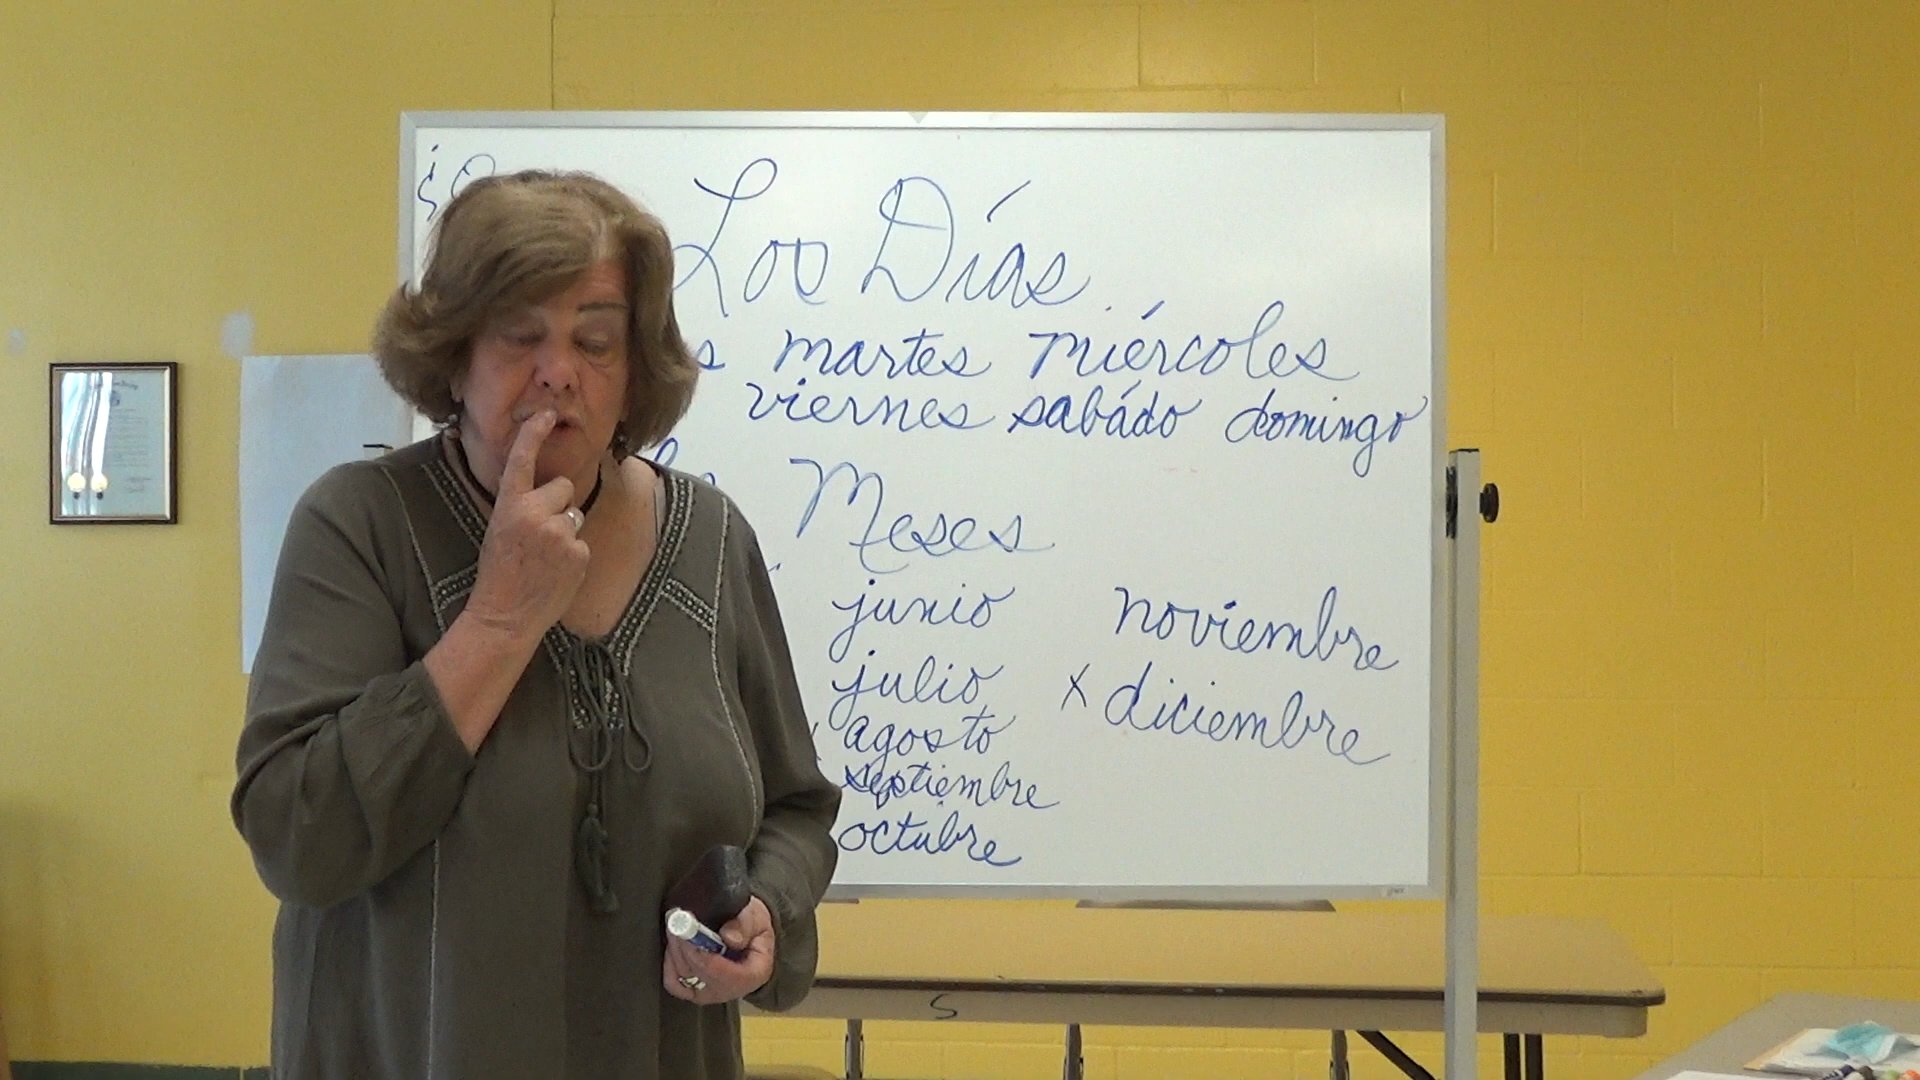 Los Días
martes miércoles
viernes sabádo domingo
Meses
junio noviembre
julio x diciembre
agosto
septiembre
octubre